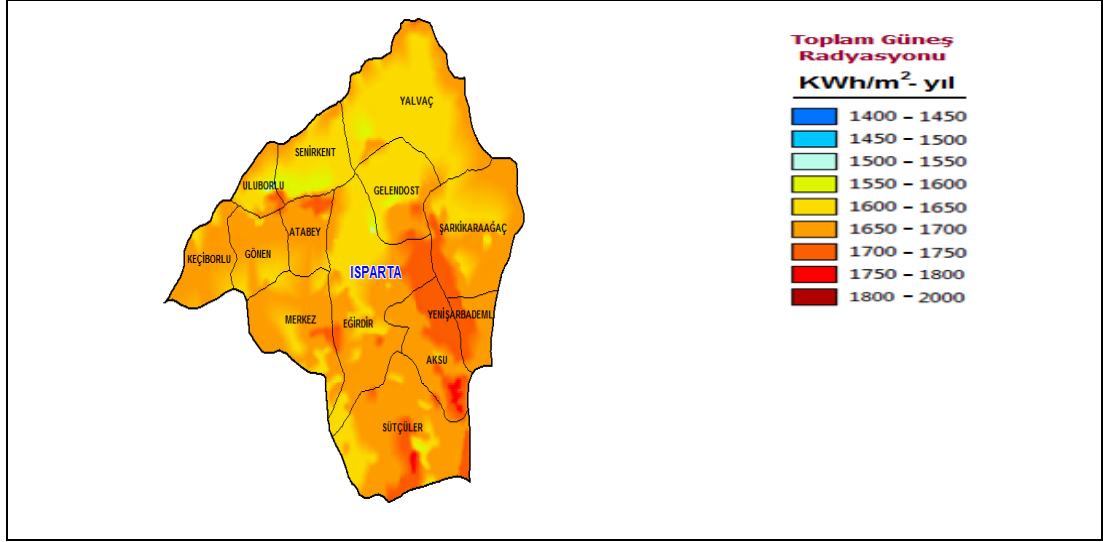 YALVAÇ
SENİRKENT
ULUBORLU
GELENDOST
ATABEY
ŞARKİKARAAĞAÇ
KEÇİBORLU
GÖNEN
ISPARTA
MERKEZ
EĞİRDİR
YENİŞARBADEMLİ
AKSU
SÜTÇÜLER
Toplam Güneş
Radyasyonu
KWh/m²- yıl
1400 - 1450
1450 - 1500
1500 - 1550
1550 - 1600
1600 - 1650
1650 - 1700
1700 - 1750
1750 - 1800
1800 - 2000